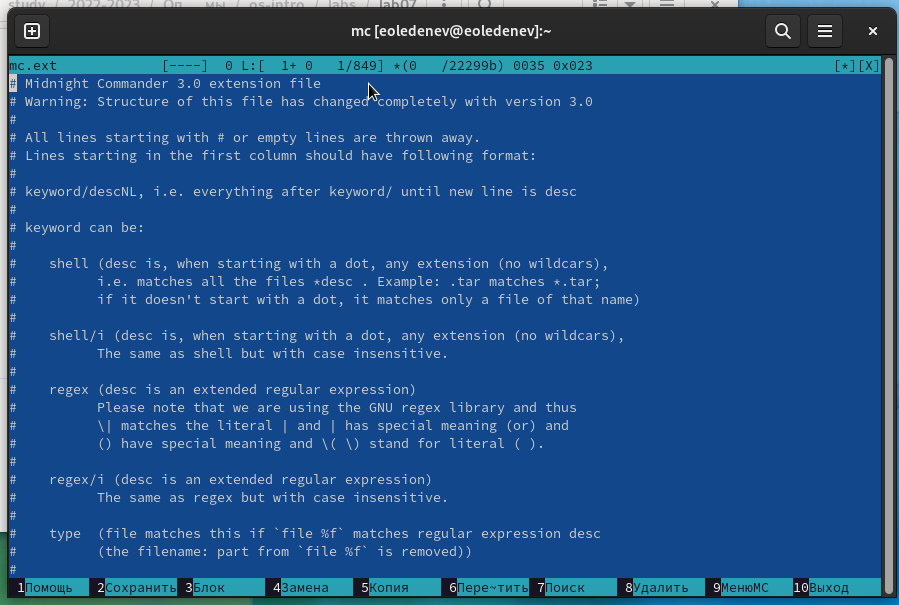 study / 2022-2023 / os-intro / labs / lab07
mc [eoledenev@eoledenev]:~
mc.ext [----] 0 L:[ 1+ 0 1/849] *(0 /22299b) 0035 0x023 [*][X]
# Midnight Commander 3.0 extension file
# Warning: Structure of this file has changed completely with version 3.0
#
# All lines starting with # or empty lines are thrown away.
# Lines starting in the first column should have following format:
#
# keyword/descNL, i.e. everything after keyword/ until new line is desc
#
# keyword can be:
#
# shell (desc is, when starting with a dot, any extension (no wildcars),
# i.e. matches all the files *desc . Example: .tar matches *.tar;
# if it doesn't start with a dot, it matches only a file of that name)
#
# shell/i (desc is, when starting with a dot, any extension (no wildcars),
# The same as shell but with case insensitive.
#
# regex (desc is an extended regular expression)
# Please note that we are using the GNU regex library and thus
# \| matches the literal | and | has special meaning (or) and
# () have special meaning and \( \) stand for literal ( ).
#
# regex/i (desc is an extended regular expression)
# The same as regex but with case insensitive.
#
# type (file matches this if `file %f` matches regular expression desc
# (the filename: part from `file %f` is removed))
#
1Помощь 2Сохранить 3Блок 4Замена 5Копия 6Пере~тить 7Поиск 8Удалить 9МенюMC 10Выход